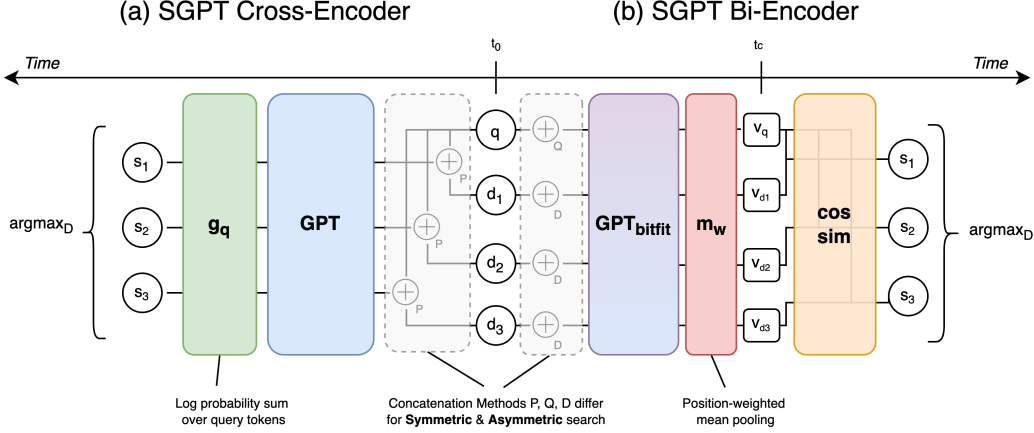 (a) SGPT Cross-Encoder
(b) SGPT Bi-Encoder
Time
t0
tc
Time
argmaxD
s1
s2
s3
gq
GPT
P
P
P
q
d1
d2
d3
Q
D
D
D
GPTbitfit
mw
vq
vd1
vd2
vd3
cos
sim
s1
s2
s3
argmaxD
Log probability sum
over query tokens
Concatenation Methods P, Q, D differ
for Symmetric & Asymmetric search
Position-weighted
mean pooling